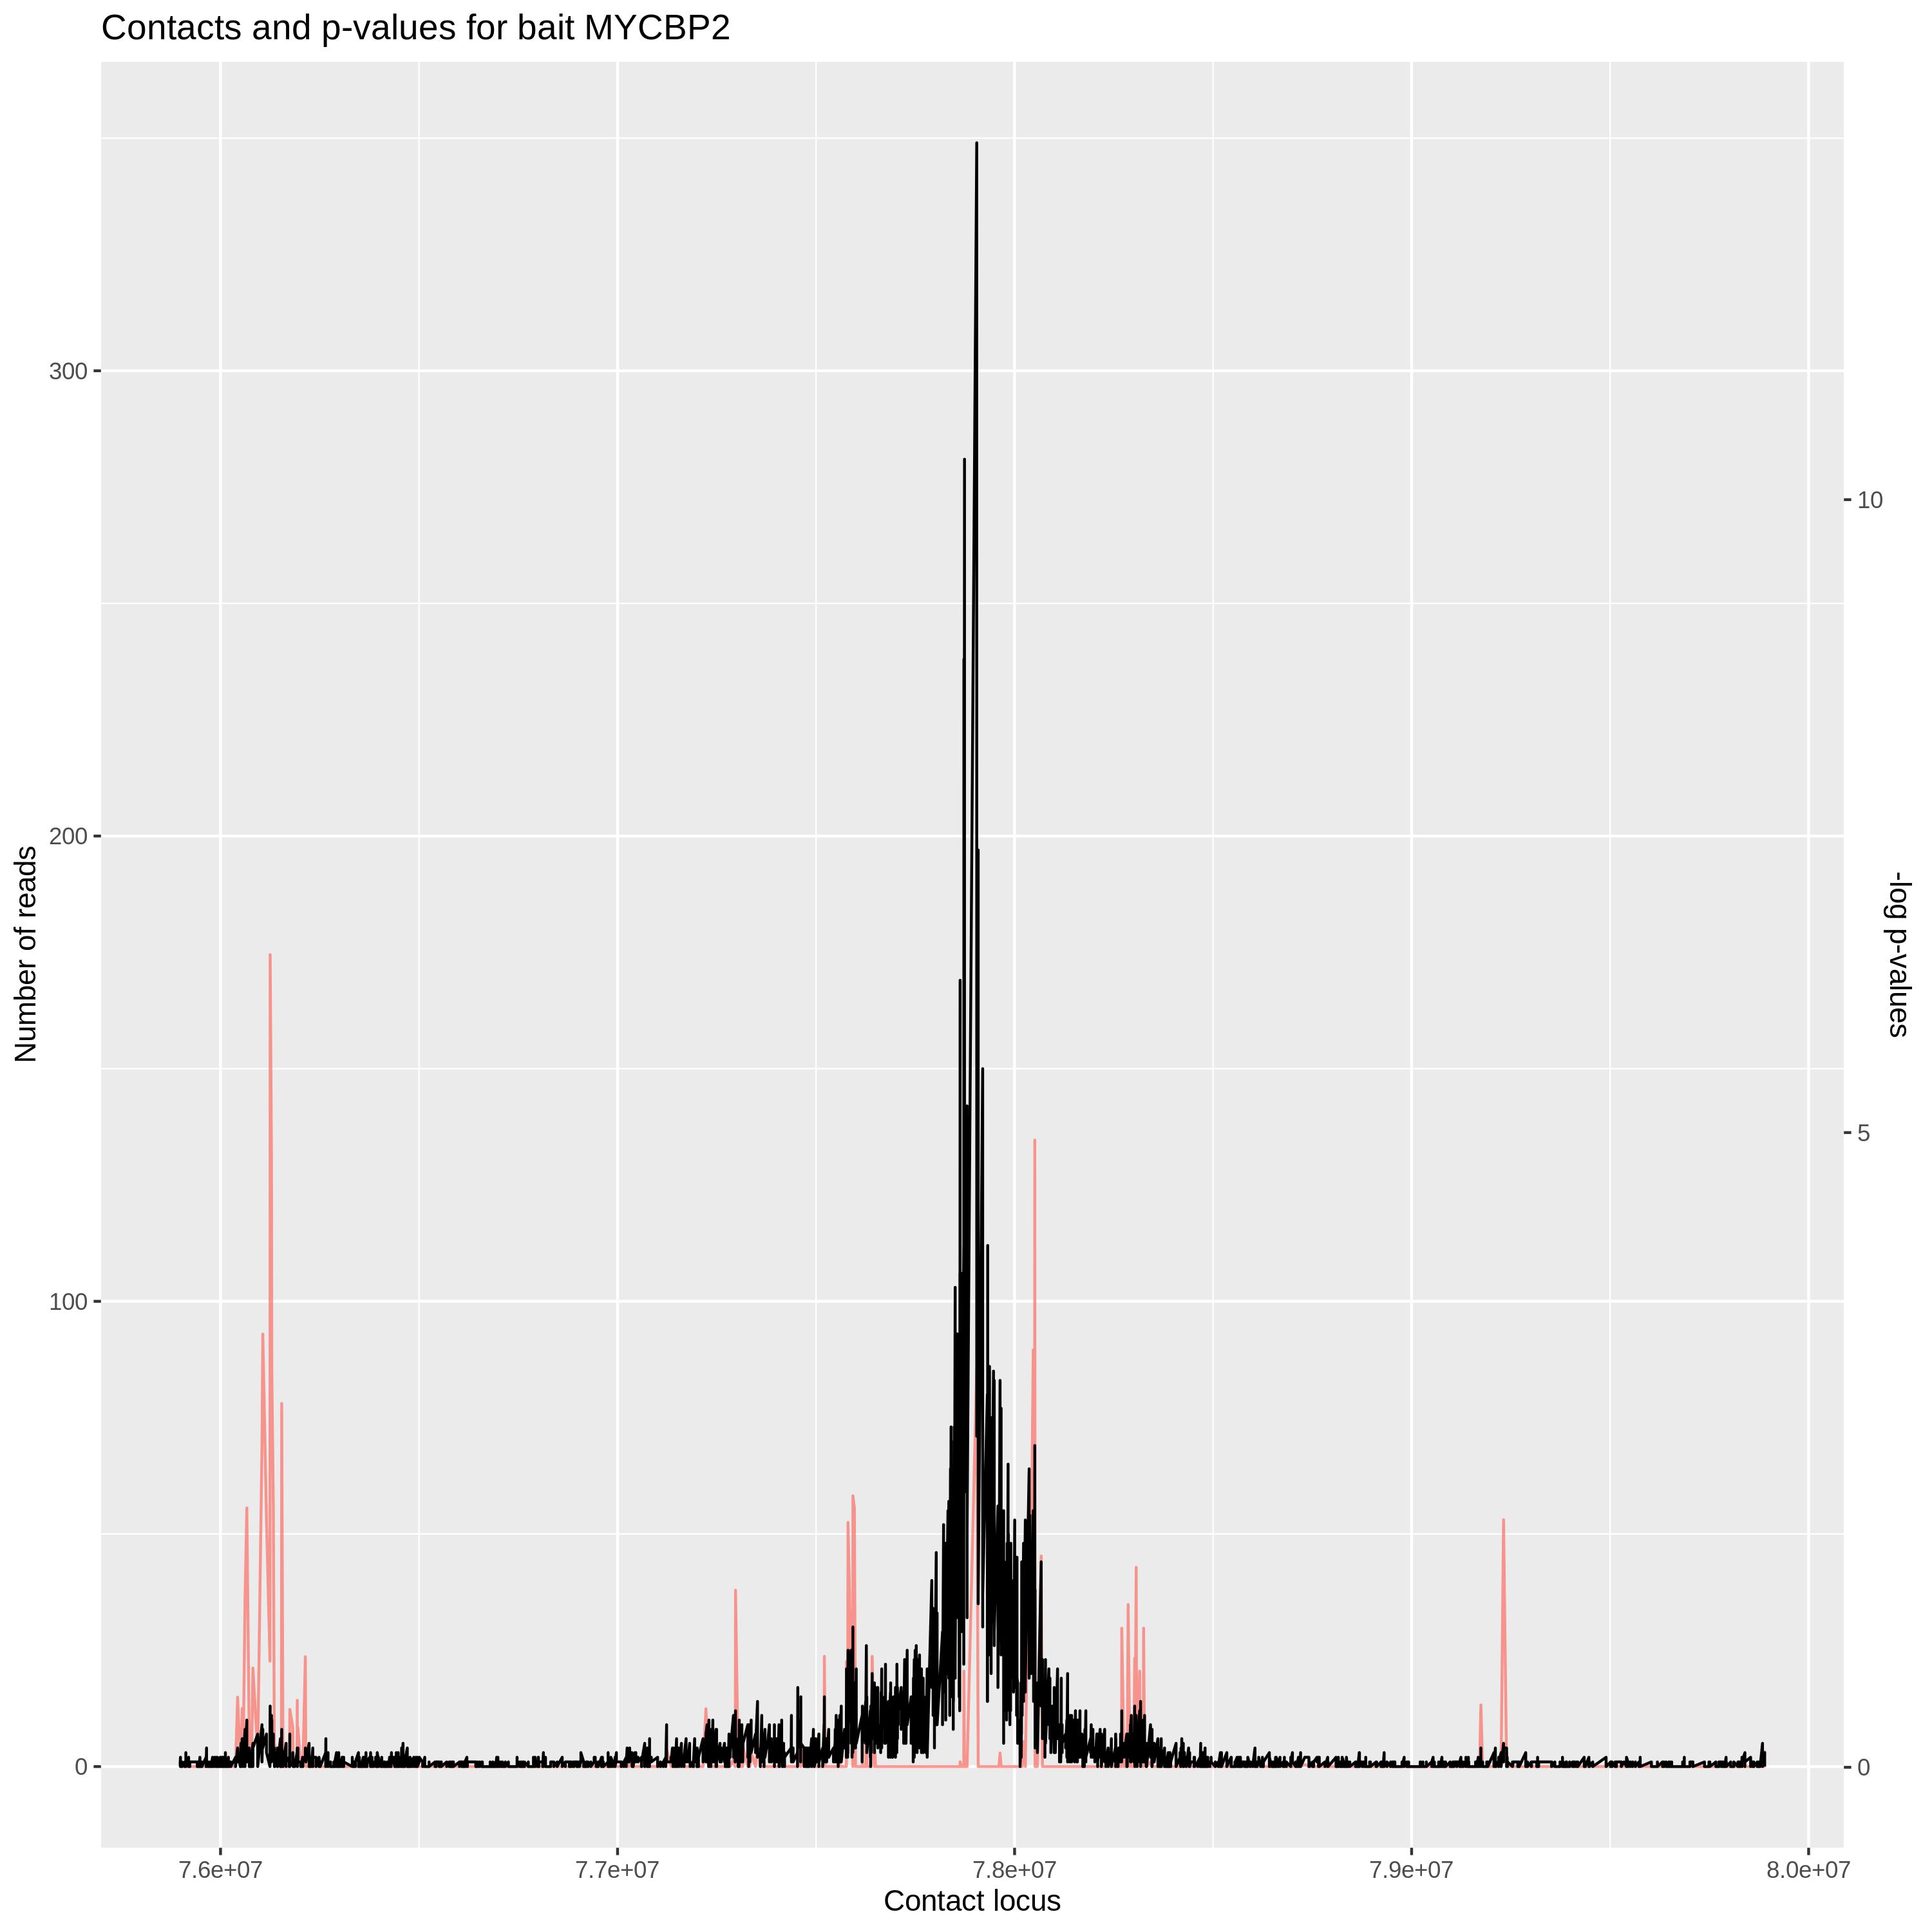 Contacts and p-values for bait MYCBP2
300
200
100
0
Number of reads
10
5
0
-log p-values
7.6e+07
7.7e+07
7.8e+07
7.9e+07
8.0e+07
Contact locus